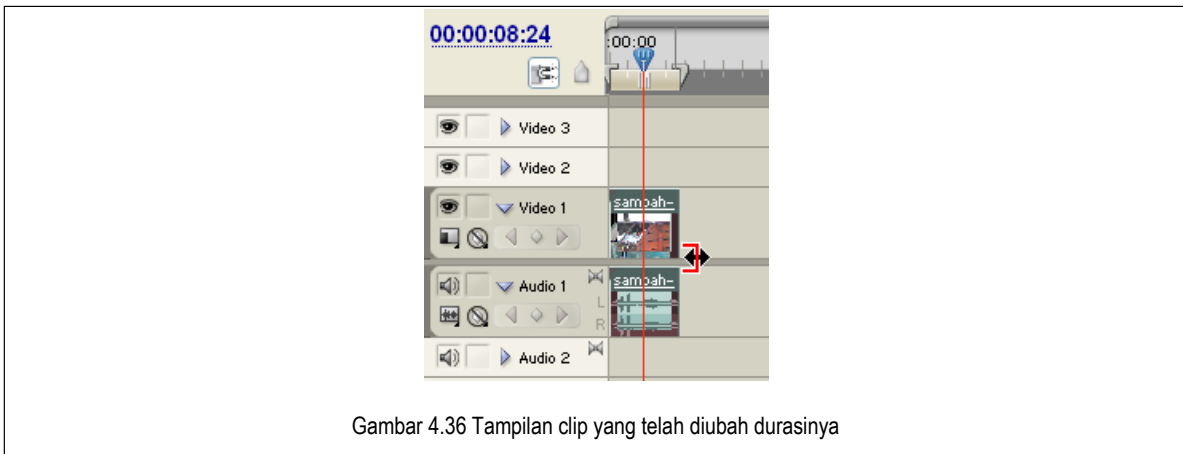 00:00:08:24
:00:00
Video 3
Video 2
Video 1
sampah-
Audio 1
sampah-
L
R
Audio 2
Gambar 4.36 Tampilan clip yang telah diubah durasinya